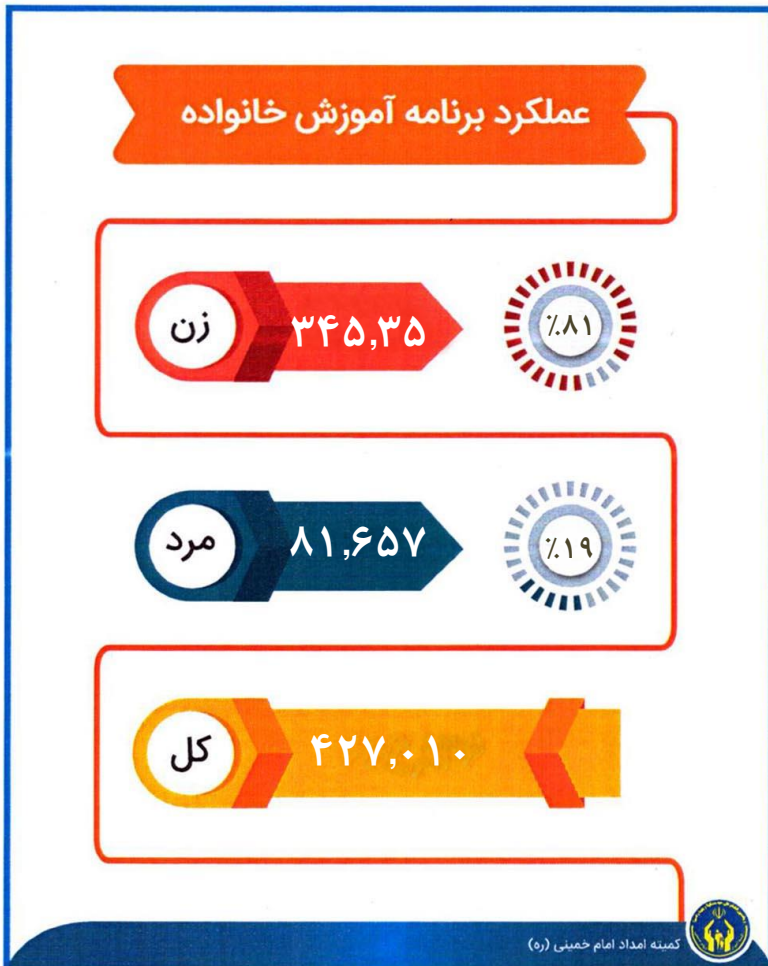 عملکرد برنامه آموزش خانواده
زن
۳۴۵,۳۵
٪۸۱
مرد
۸۱,۶۵۷
٪۱۹
کل
۴۲۷,۰۱۰
کمیته امداد امام خمینی (ره)